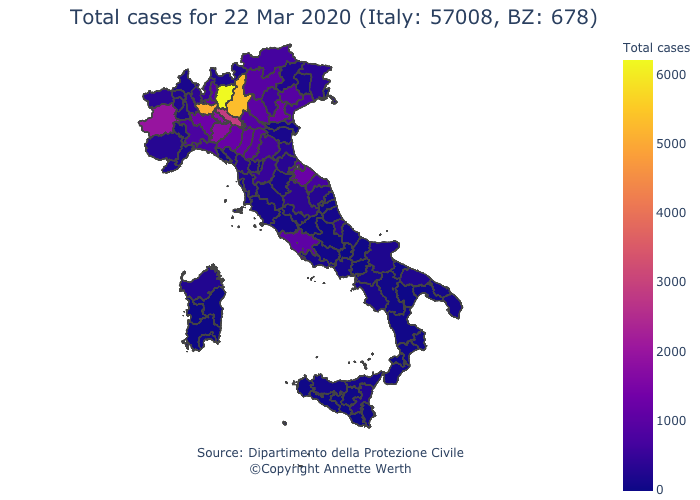 Total cases for 22 Mar 2020 (Italy: 57008, BZ: 678)
Total cases
6000
5000
4000
3000
2000
1000
0
Source: Dipartimento della Protezione Civile
©Copyright Annette Werth